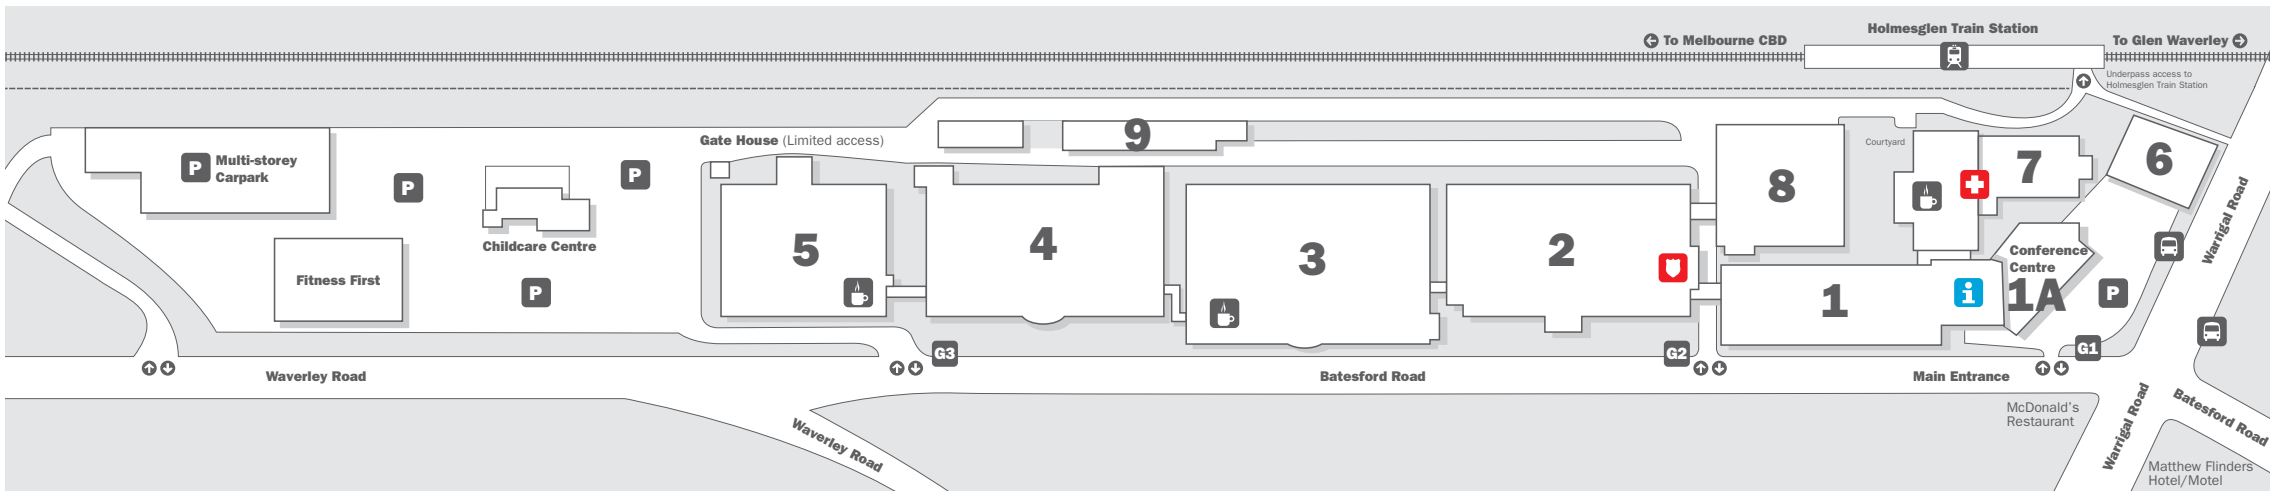 Holmesglen Train Station
To Melbourne CBD
To Glen Waverley
Underpass access to
Holmesglen Train Station
Gate House (Limited access)
9
Courtyard
P
Multi-storey
Carpark
P
P
Childcare Centre
Fitness First
P
5
4
3
2
8
7
6
Conference
Centre
1
i
1A
P
Warrigal Road
G3
G2
G1
Waverley Road
Batesford Road
Main Entrance
McDonald's
Restaurant
Waverley Road
Warrigal Road
Batesford Road
Matthew Flinders
Hotel/Motel